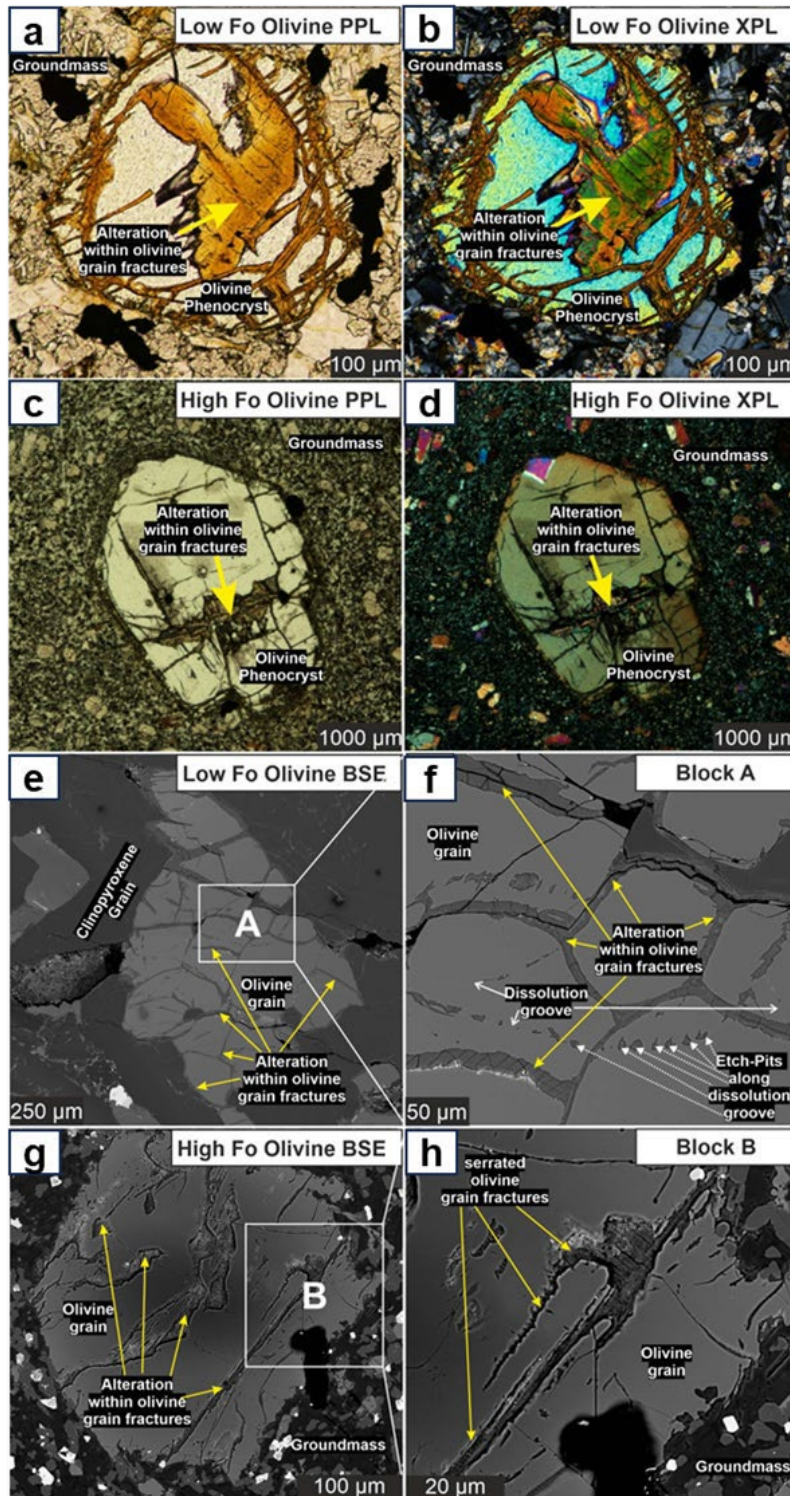 a
Low Fo Olivine PPL
Groundmass
Alteration
within olivine
grain fractures
Olivine
Phenocryst
100 µm
b
Low Fo Olivine XPL
Groundmass
Alteration
within olivine
grain fractures
Olivine
Phenocryst
100 µm
c
High Fo Olivine PPL
Groundmass
Alteration
within olivine
grain fractures
Olivine
Phenocryst
1000 µm
d
High Fo Olivine XPL
Groundmass
Alteration
within olivine
grain fractures
Olivine
Phenocryst
1000 µm
e
Low Fo Olivine BSE
Clinopyroxene
Grain
A
Olivine
grain
Alteration
within olivine
grain fractures
250 µm
f
Block A
Olivine
grain
Alteration
within olivine
grain fractures
Dissolution
groove
Etch-Pits
along
dissolution
groove
50 µm
g
High Fo Olivine BSE
B
Olivine
grain
Alteration
within olivine
grain fractures
Groundmass
100 µm
h
Block B
serrated
olivine
grain fractures
Olivine
grain
Groundmass
20 µm